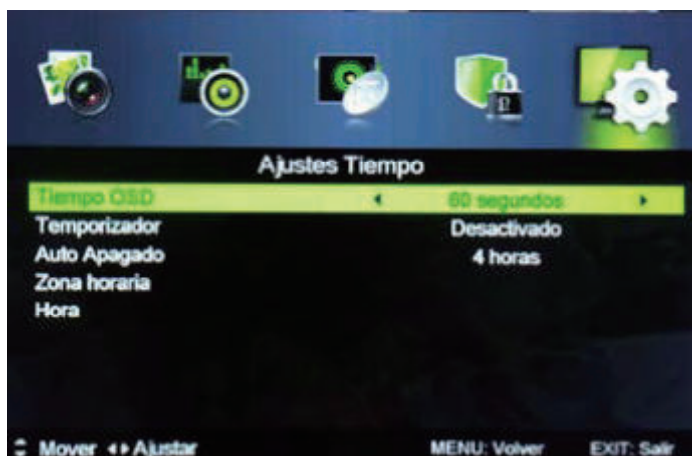 Ajustes Tiempo
Tiempo OSD 60 segundos
Temporizador Desactivado
Auto Apagado 4 horas
Zona horaria
Hora
Mover Ajustar MENU: Volver EXIT: Salir